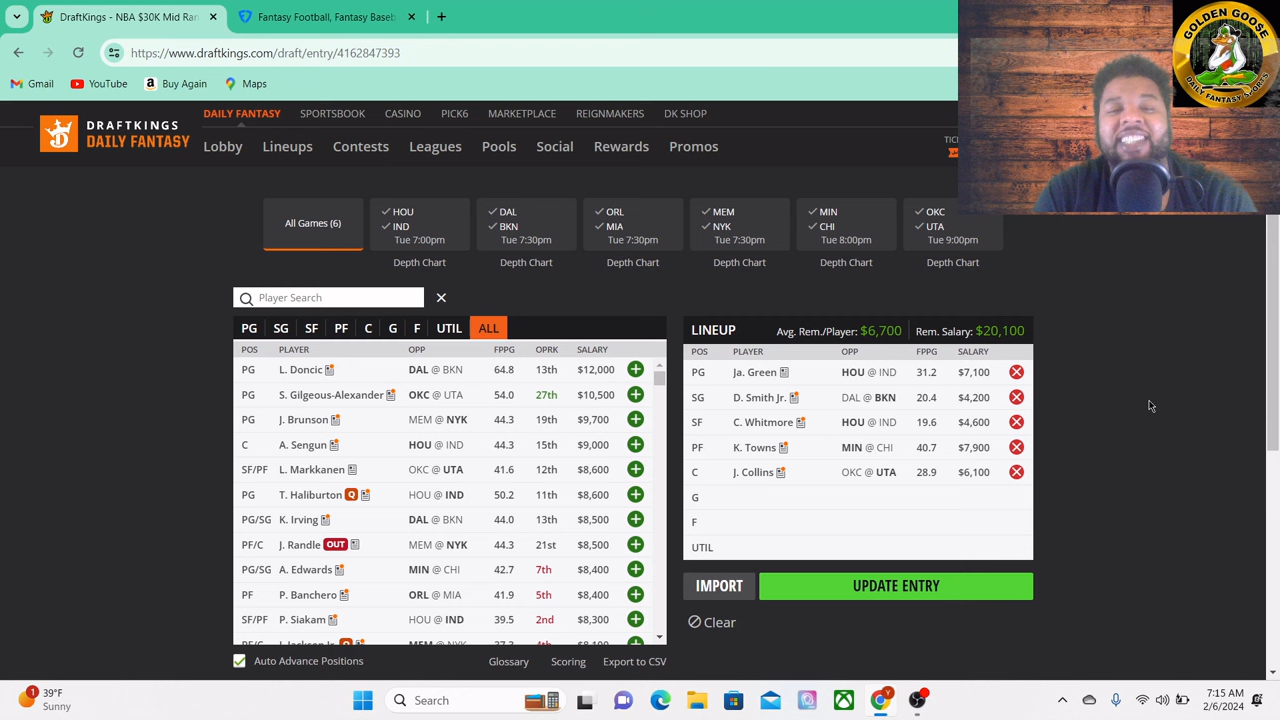 DraftKings - NBA $30K Mid Ran
Fantasy Football, Fantasy Baseb
https://www.draftkings.com/draft/entry/4162847393
Gmail YouTube Buy Again Maps
GOLDEN GOOSE
DAILY FANTASY SPORTS
DAILY FANTASY SPORTSBOOK CASINO PICK6 MARKETPLACE REIGNMAKERS DK SHOP
DRAFTKINGS
DAILY FANTASY
Lobby Lineups Contests Leagues Pools Social Rewards Promos
All Games (6)
HOU
IND
Tue 7:00pm
Depth Chart
DAL
BKN
Tue 7:30pm
Depth Chart
ORL
MIA
Tue 7:30pm
Depth Chart
MEM
NYK
Tue 7:30pm
Depth Chart
MIN
CHI
Tue 8:00pm
Depth Chart
OKC
UTA
Tue 9:00pm
Depth Chart
Player Search
PG SG SF PF C G F UTIL ALL
POS PLAYER OPP FPPG OPRK SALARY
PG L. Doncic DAL @ BKN 64.8 13th $12,000
PG S. Gilgeous-Alexander OKC @ UTA 54.0 27th $10,500
PG J. Brunson MEM @ NYK 44.3 19th $9,700
C A. Sengun HOU @ IND 44.3 15th $9,000
SF/PF L. Markkanen OKC @ UTA 41.6 12th $8,600
PG T. Haliburton Q HOU @ IND 50.2 11th $8,600
PG/SG K. Irving DAL @ BKN 44.0 13th $8,500
PF/C J. Randle OUT MEM @ NYK 44.3 21st $8,500
PG/SG A. Edwards MIN @ CHI 42.7 7th $8,400
PF P. Banchero ORL @ MIA 41.9 5th $8,400
SF/PF P. Siakam HOU @ IND 39.5 2nd $8,300
LINEUP Avg. Rem./Player: $6,700 Rem. Salary: $20,100
POS PLAYER OPP FPPG SALARY
PG Ja. Green HOU @ IND 31.2 $7,100
SG D. Smith Jr. DAL @ BKN 20.4 $4,200
SF C. Whitmore HOU @ IND 19.6 $4,600
PF K. Towns MIN @ CHI 40.7 $7,900
C J. Collins OKC @ UTA 28.9 $6,100
G
F
UTIL
IMPORT UPDATE ENTRY
Clear
Auto Advance Positions Glossary Scoring Export to CSV
1
39°F
Sunny
Search
7:15 AM
2/6/2024